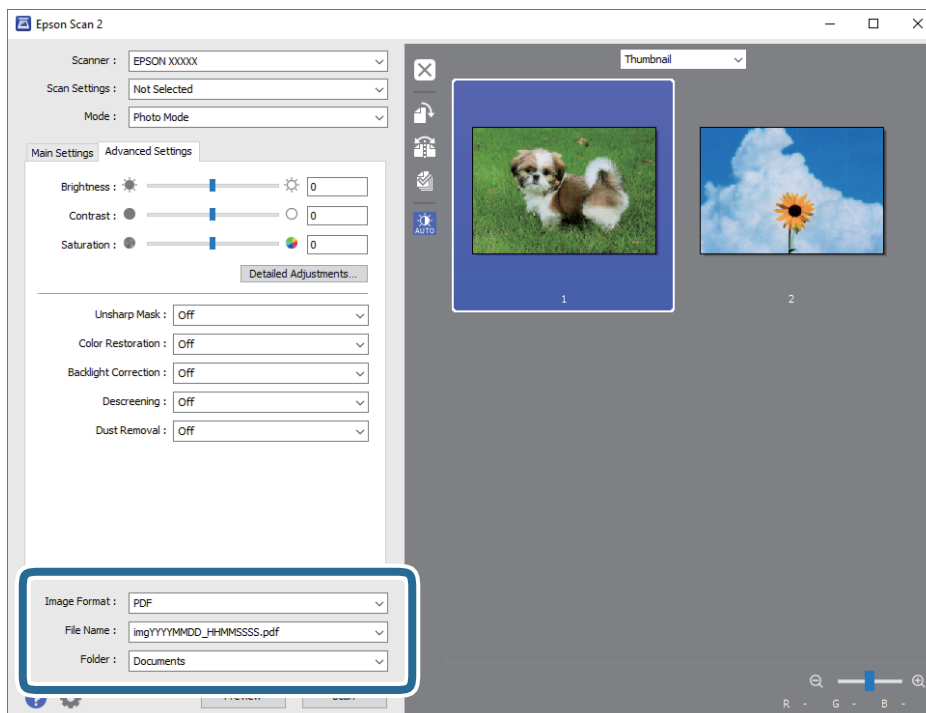 Epson Scan 2
Scanner : EPSON XXXXX
Scan Settings : Not Selected
Mode : Photo Mode
Main Settings Advanced Settings
Brightness : 0
Contrast : 0
Saturation : 0
Detailed Adjustments...
Unsharp Mask : Off
Color Restoration : Off
Backlight Correction : Off
Descreening : Off
Dust Removal : Off
Image Format : PDF
File Name : imgYYYYMMDD_HHMMSSSS.pdf
Folder : Documents
AUTO
Thumbnail
1
2
R - G - B -